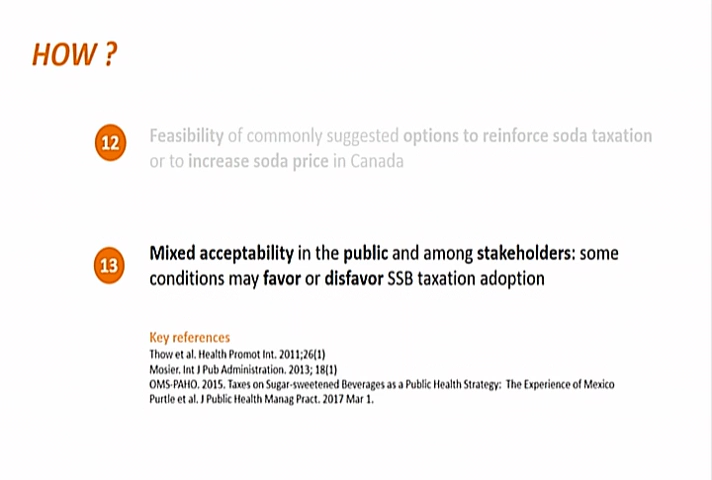 HOW ?
12
Feasibility of commonly suggested options to reinforce soda taxation
or to increase soda price in Canada
13
Mixed acceptability in the public and among stakeholders: some
conditions may favor or disfavor SSB taxation adoption
Key references
Thow et al. Health Promot Int. 2011;26(1)
Mosier. Int J Pub Administration. 2013; 18(1)
OMS-PAHO. 2015. Taxes on Sugar-sweetened Beverages as a Public Health Strategy: The Experience of Mexico
Purtle et al. J Public Health Manag Pract. 2017 Mar 1.